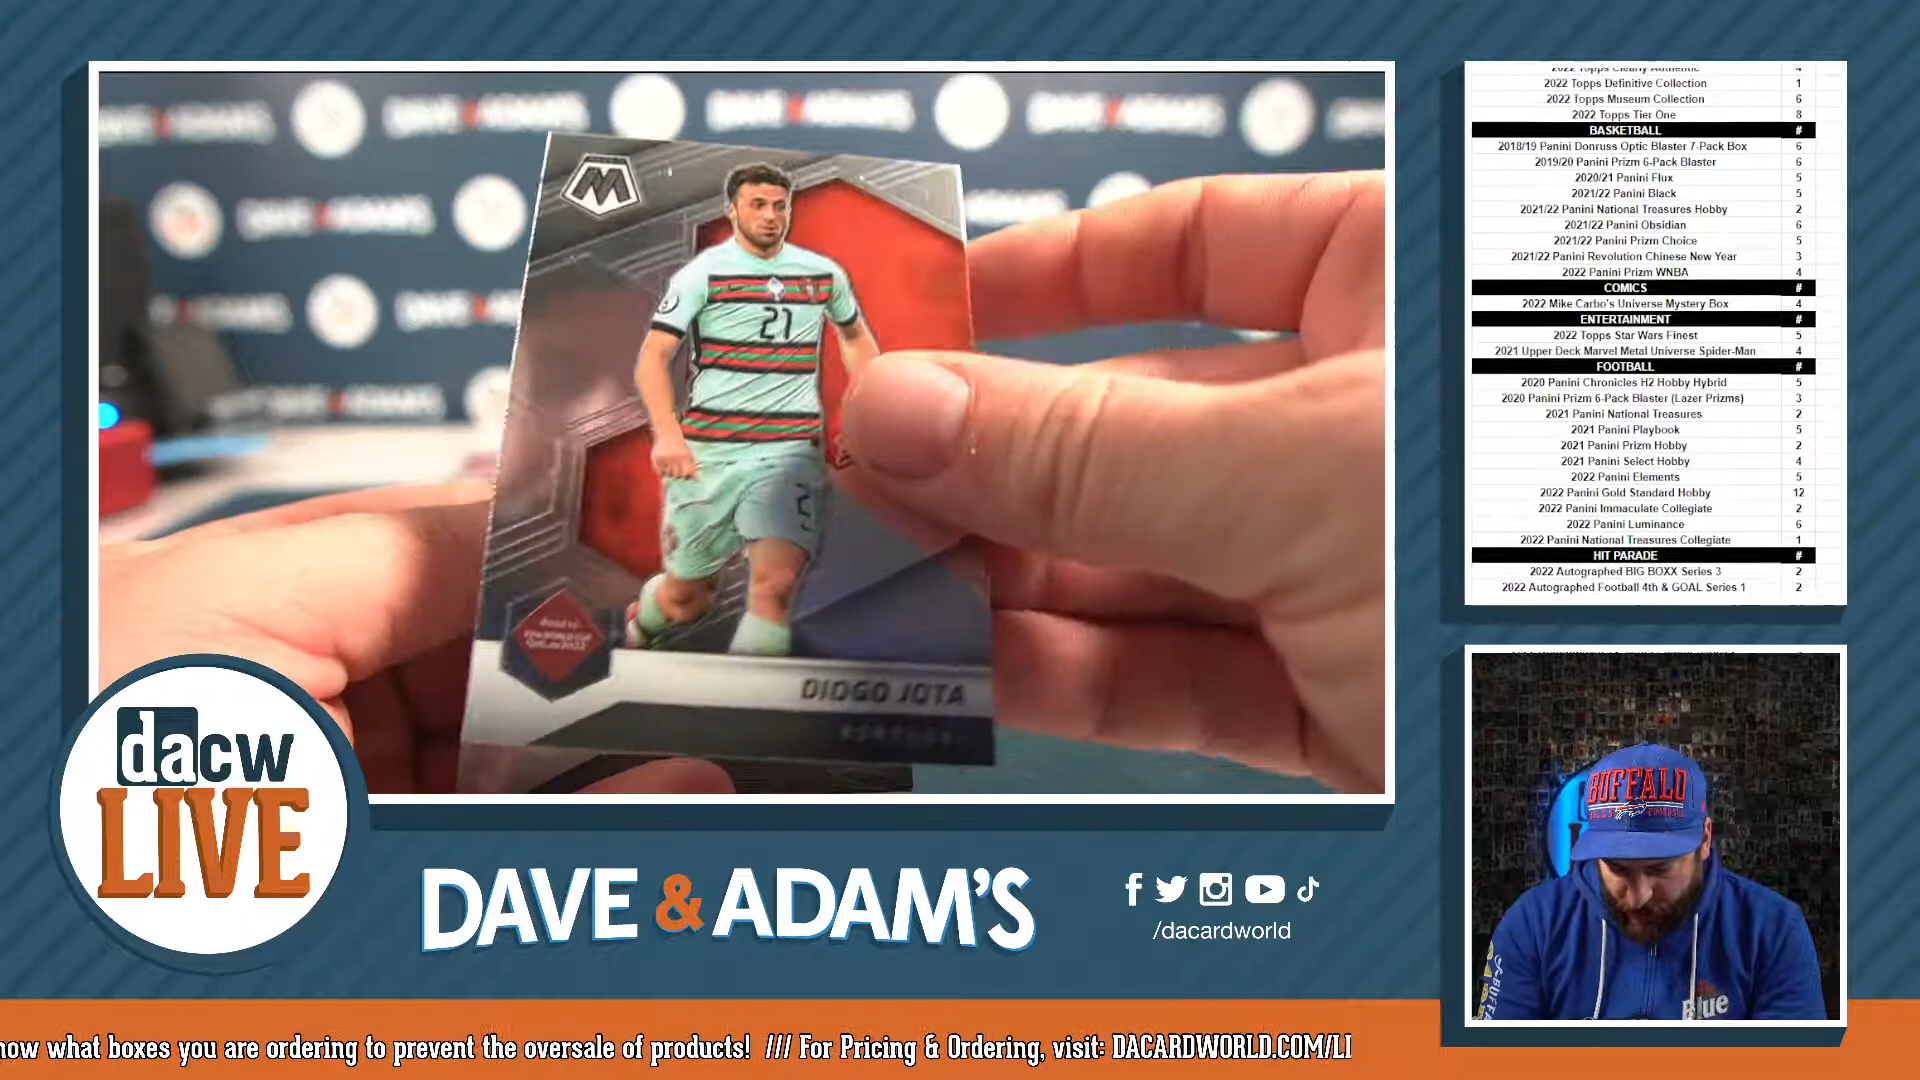 DAVE & ADAM'S
M
21
DIOGO JOTA
2022 Topps Clearly Authentic 4
2022 Topps Definitive Collection 1
2022 Topps Museum Collection 6
2022 Topps Tier One 8
BASKETBALL #
2018/19 Panini Donruss Optic Blaster 7-Pack Box 6
2019/20 Panini Prizm 6-Pack Blaster 6
2020/21 Panini Flux 5
2021/22 Panini Black 5
2021/22 Panini National Treasures Hobby 2
2021/22 Panini Obsidian 6
2021/22 Panini Prizm Choice 5
2021/22 Panini Revolution Chinese New Year 3
2022 Panini Prizm WNBA 4
COMICS #
2022 Mike Carbo's Universe Mystery Box 4
ENTERTAINMENT #
2022 Topps Star Wars Finest 5
2021 Upper Deck Marvel Metal Universe Spider-Man 4
FOOTBALL #
2020 Panini Chronicles H2 Hobby Hybrid 5
2020 Panini Prizm 6-Pack Blaster (Lazer Prizms) 3
2021 Panini National Treasures 2
2021 Panini Playbook 5
2021 Panini Prizm Hobby 2
2021 Panini Select Hobby 4
2022 Panini Elements 5
2022 Panini Gold Standard Hobby 12
2022 Panini Immaculate Collegiate 2
2022 Panini Luminance 6
2022 Panini National Treasures Collegiate 1
HIT PARADE #
2022 Autographed BIG BOXX Series 3 2
2022 Autographed Football 4th & GOAL Series 1 2
BUFFALO
Blue
dacw
LIVE
DAVE & ADAM'S
/dacardworld
now what boxes you are ordering to prevent the oversale of products! /// For Pricing & Ordering, visit: DACARDWORLD.COM/LI